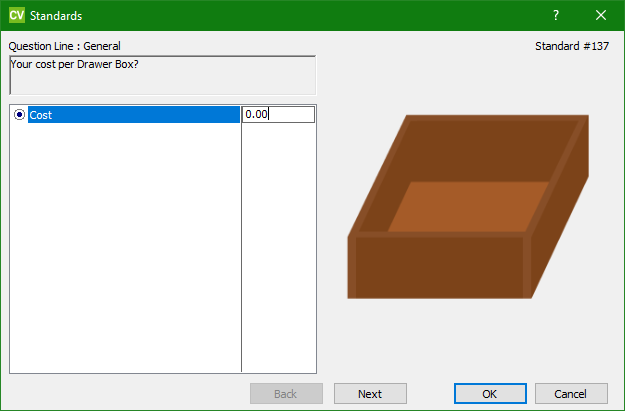 CV Standards
Question Line : General
Standard #137
Your cost per Drawer Box?
Cost 0.00
Back Next OK Cancel